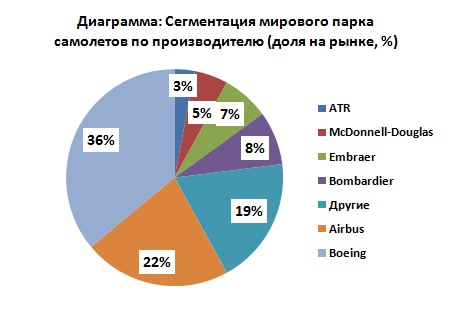 Диаграмма: Сегментация мирового парка
самолетов по производителю (доля на рынке, %)
3%
5%
7%
8%
19%
22%
36%
ATR
McDonnell-Douglas
Embraer
Bombardier
Другие
Airbus
Boeing